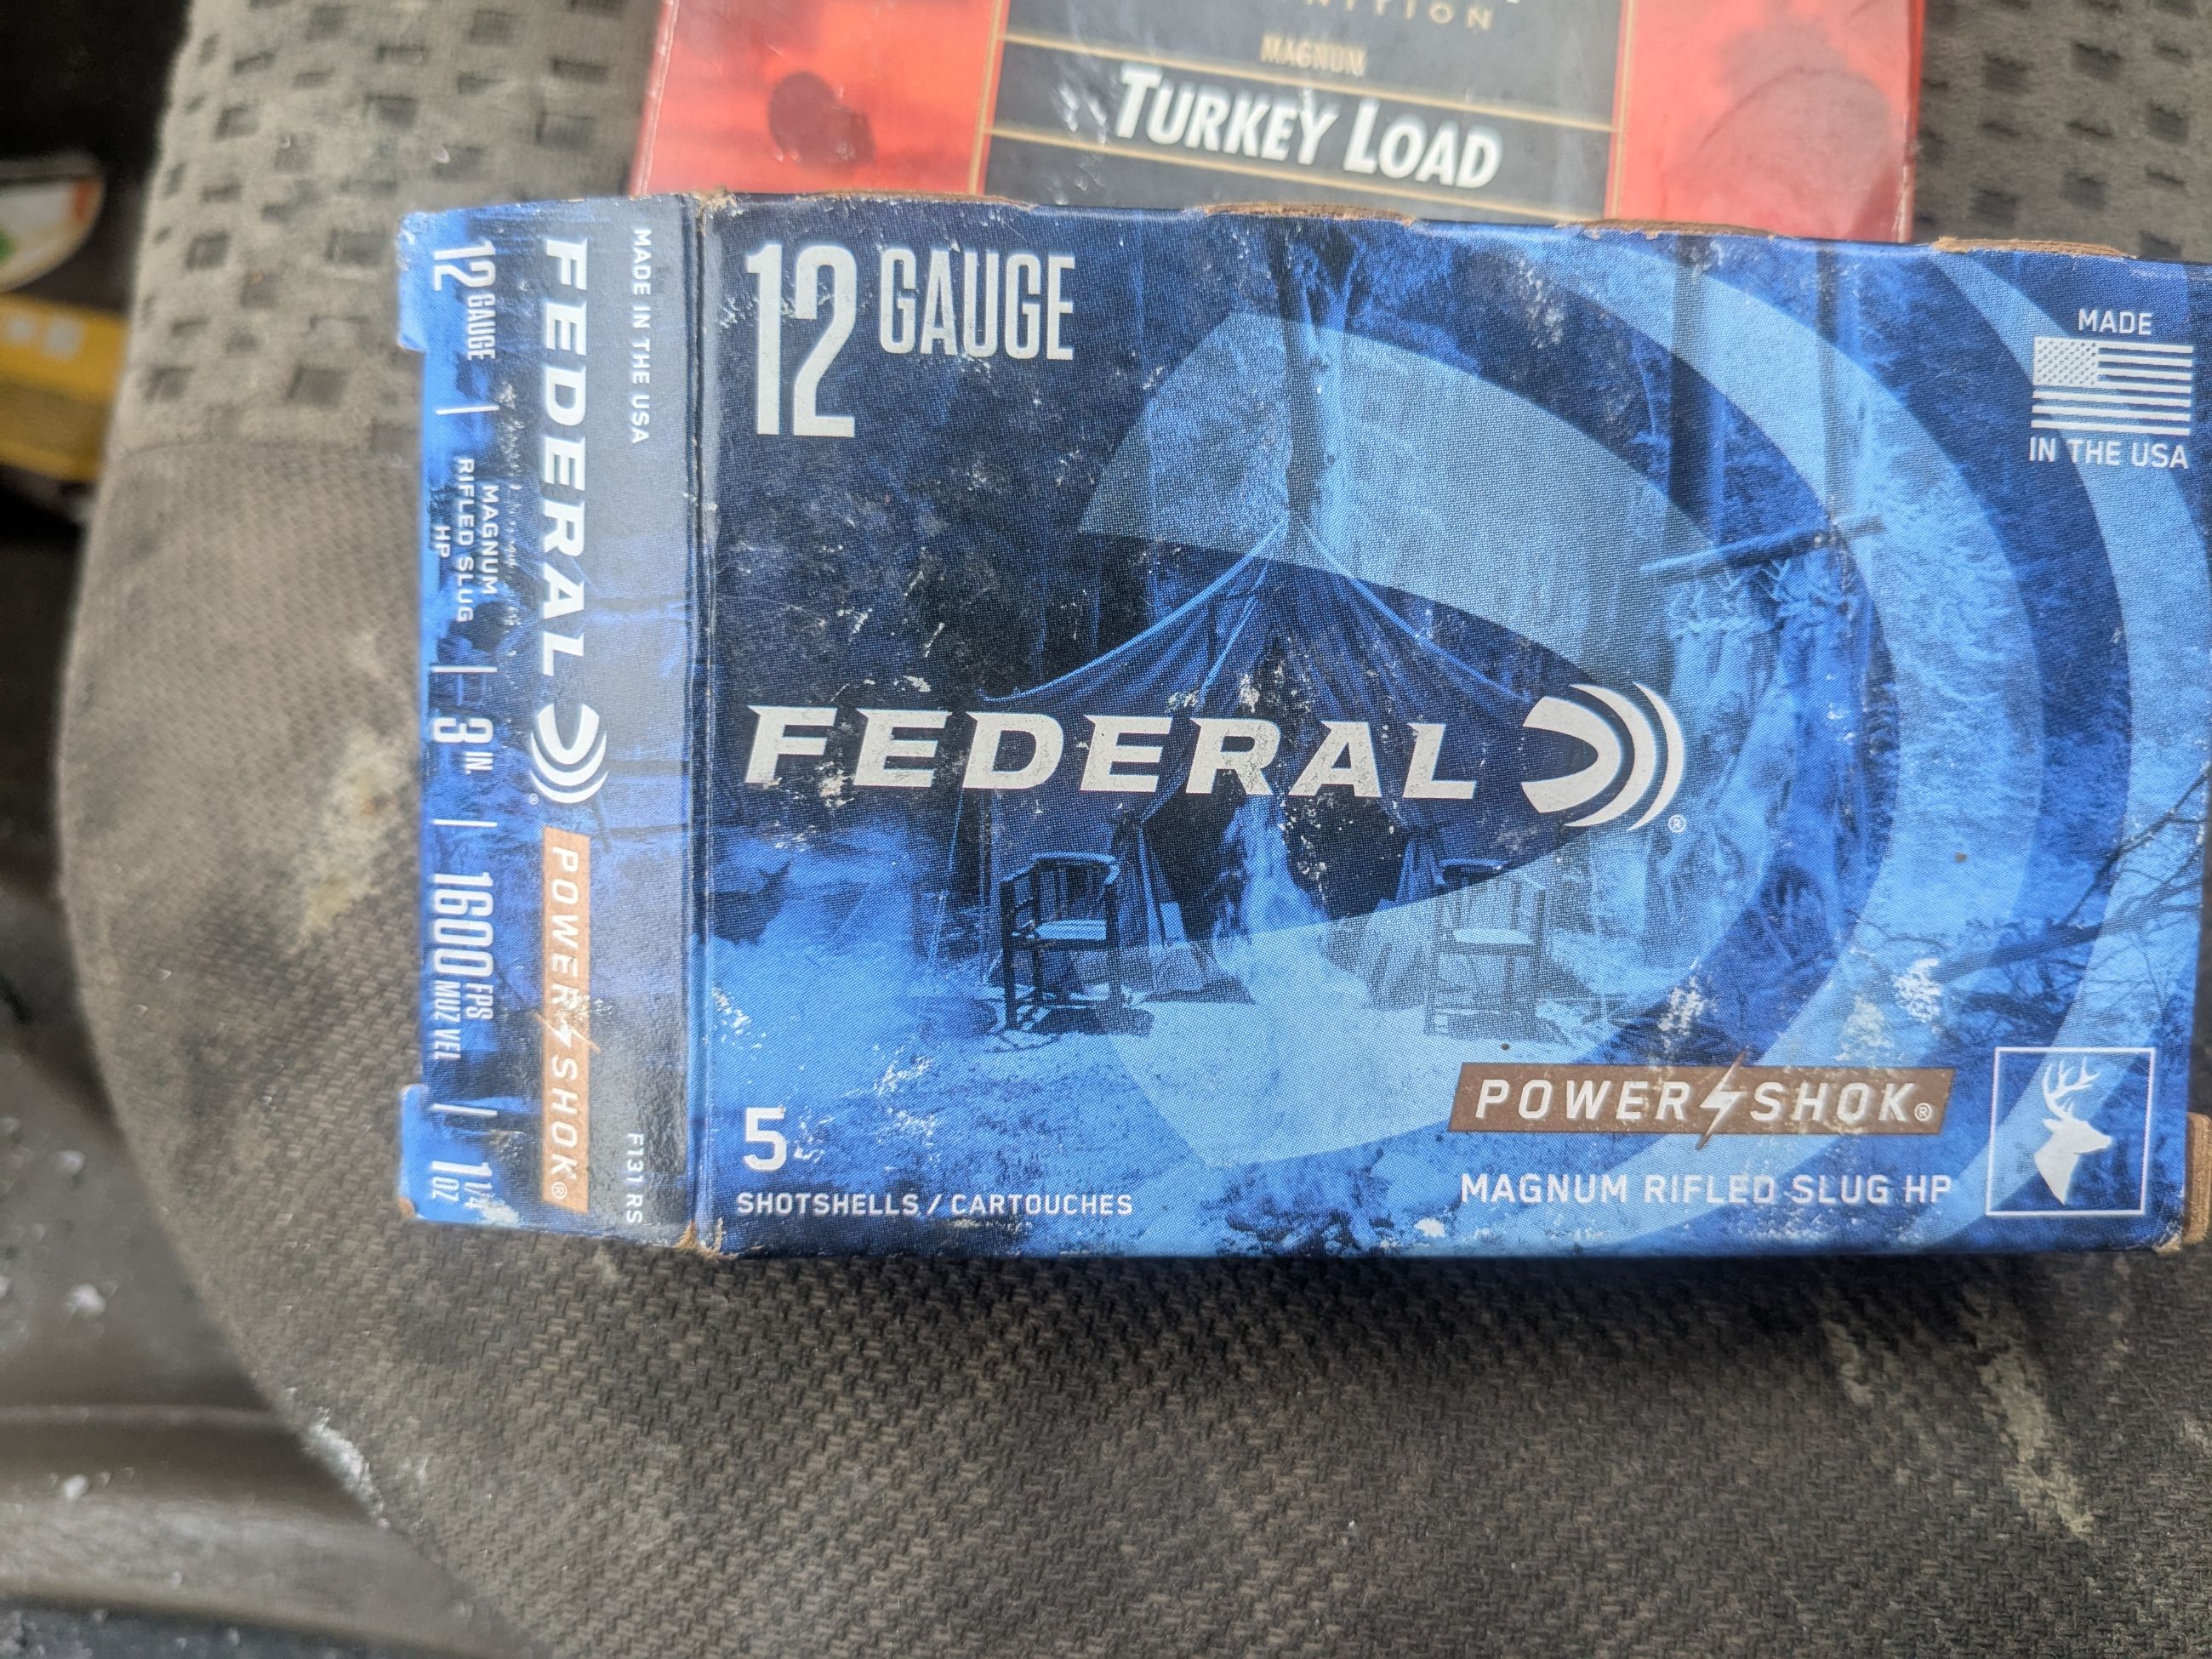 MAGNUM
TURKEY LOAD
12 GAUGE
MADE
IN THE USA
FEDERAL®
POWER SHOK®
MAGNUM RIFLED SLUG HP
5
SHOTSHELLS / CARTOUCHES
MADE IN THE USA
F131 RS
FEDERAL® POWER SHOK®
12 GAUGE | MAGNUM RIFLED SLUG HP | 3 IN. | 1600 FPS MUZ VEL | 1 1/4 OZ